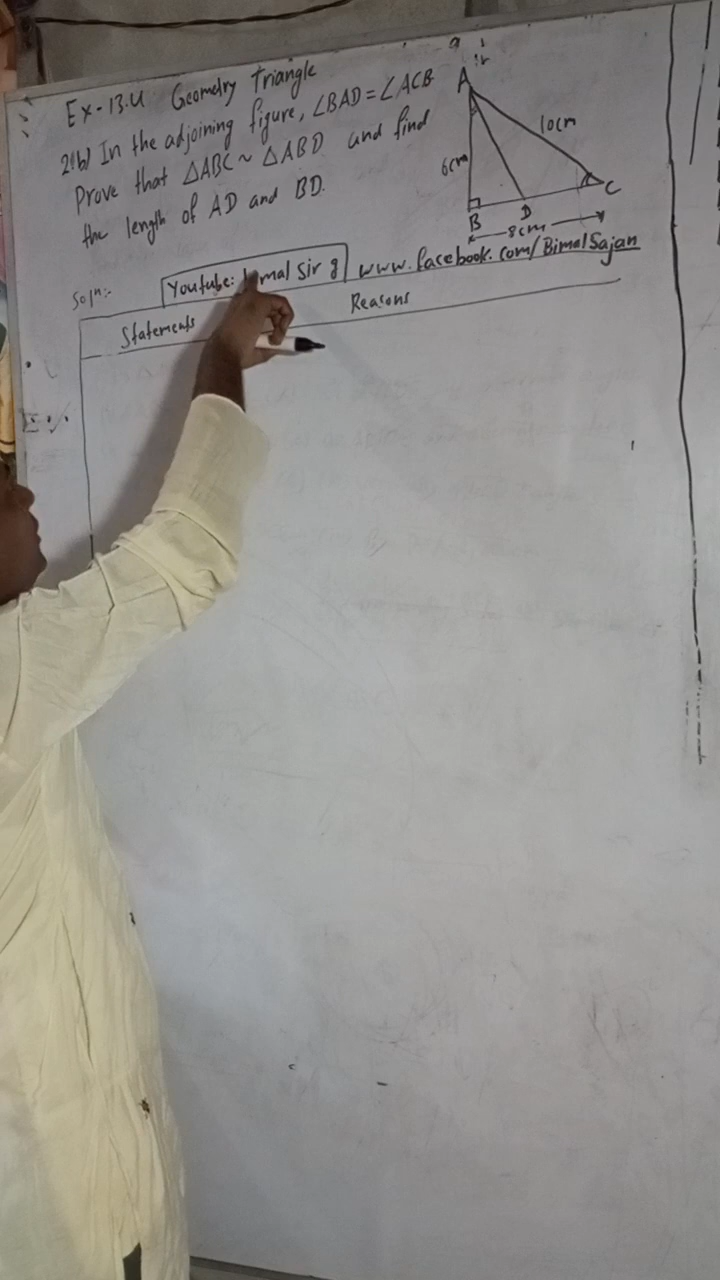 Ex-13.4 Geometry Triangle
2(b) In the adjoining figure, ∠BAD = ∠ACB
Prove that △ABC ~ △ABD and find
the length of AD and BD.
A
10cm
6cm
B
D
C
8cm
Soln:-
Youtube: mal Sir g
www.facebook.com/BimalSajan
Statements
Reasons